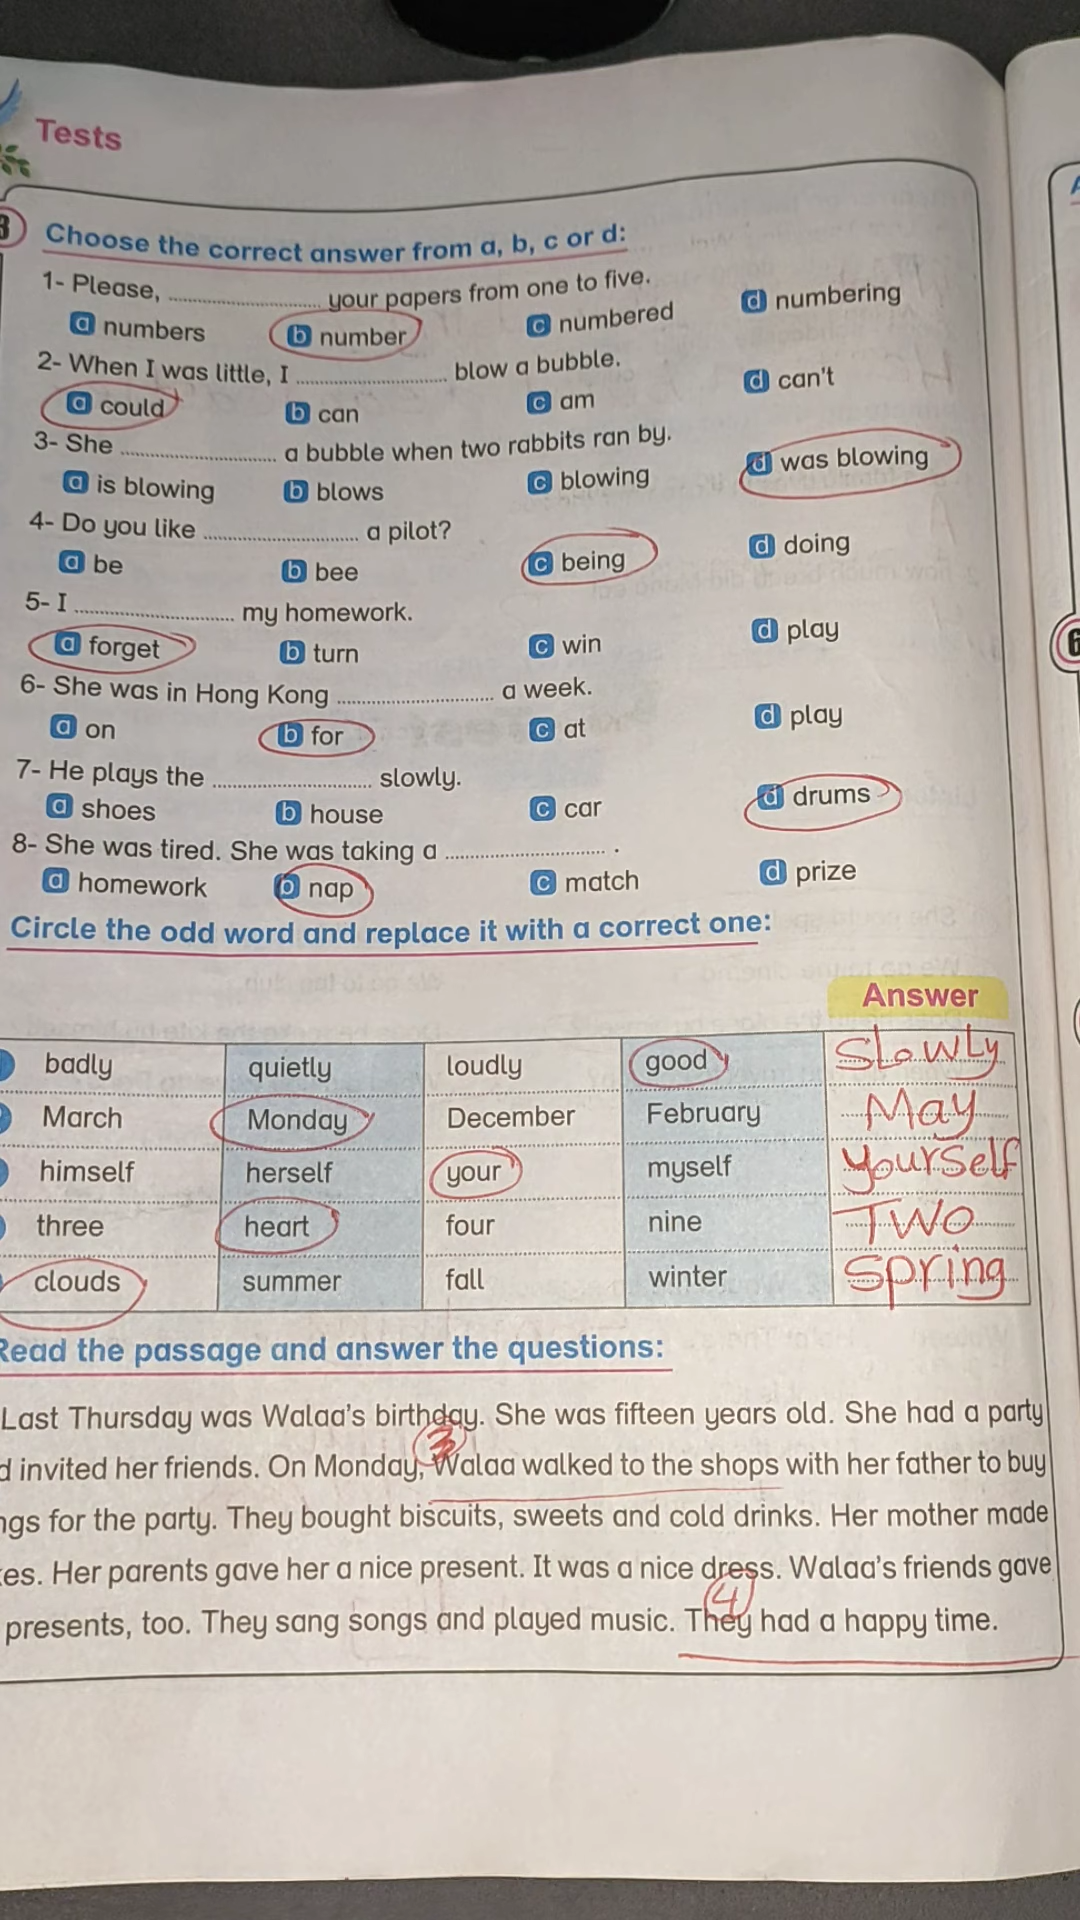 Tests
3 Choose the correct answer from a, b, c or d:
1- Please, ........................ your papers from one to five.
a numbers b number c numbered d numbering
2- When I was little, I ........................ blow a bubble.
a could b can c am d can't
3- She ........................ a bubble when two rabbits ran by.
a is blowing b blows c blowing d was blowing
4- Do you like ........................ a pilot?
a be b bee c being d doing
5- I ........................ my homework.
a forget b turn c win d play
6- She was in Hong Kong ........................ a week.
a on b for c at d play
7- He plays the ........................ slowly.
a shoes b house c car d drums
8- She was tired. She was taking a ........................ .
a homework b nap c match d prize
Circle the odd word and replace it with a correct one:
Answer
badly quietly loudly good Slowly
March Monday December February May
himself herself your myself yourself
three heart four nine Two
clouds summer fall winter spring
Read the passage and answer the questions:
Last Thursday was Walaa's birthday. She was fifteen years old. She had a party
3
d invited her friends. On Monday, Walaa walked to the shops with her father to buy
ngs for the party. They bought biscuits, sweets and cold drinks. Her mother made
es. Her parents gave her a nice present. It was a nice dress. Walaa's friends gave
4
presents, too. They sang songs and played music. They had a happy time.
6